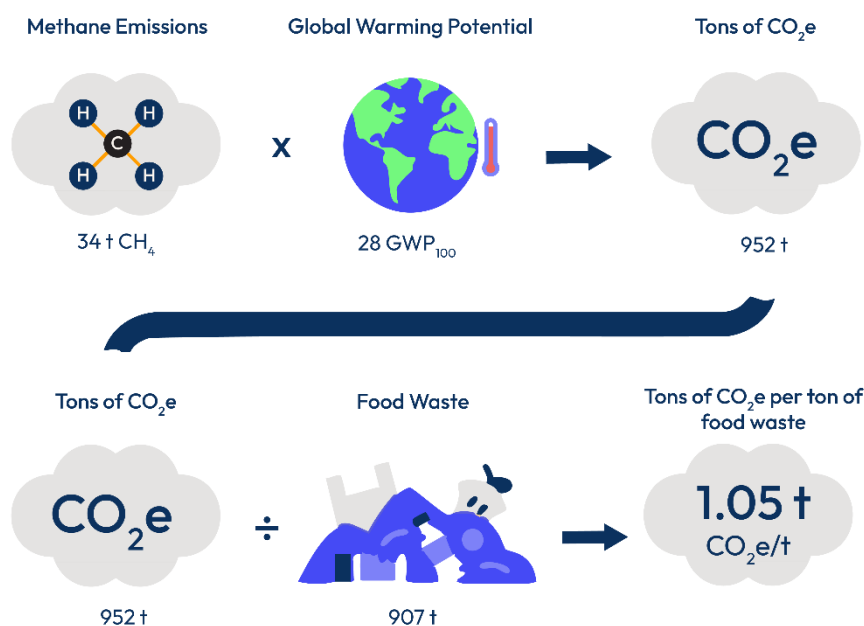 Methane Emissions
Global Warming Potential
Tons of CO₂e
H
H
C
H
H
x
CO₂e
34 t CH₄
28 GWP₁₀₀
952 t
Tons of CO₂e
Food Waste
Tons of CO₂e per ton of
food waste
CO₂e
÷
1.05 t
CO₂e/t
952 t
907 t